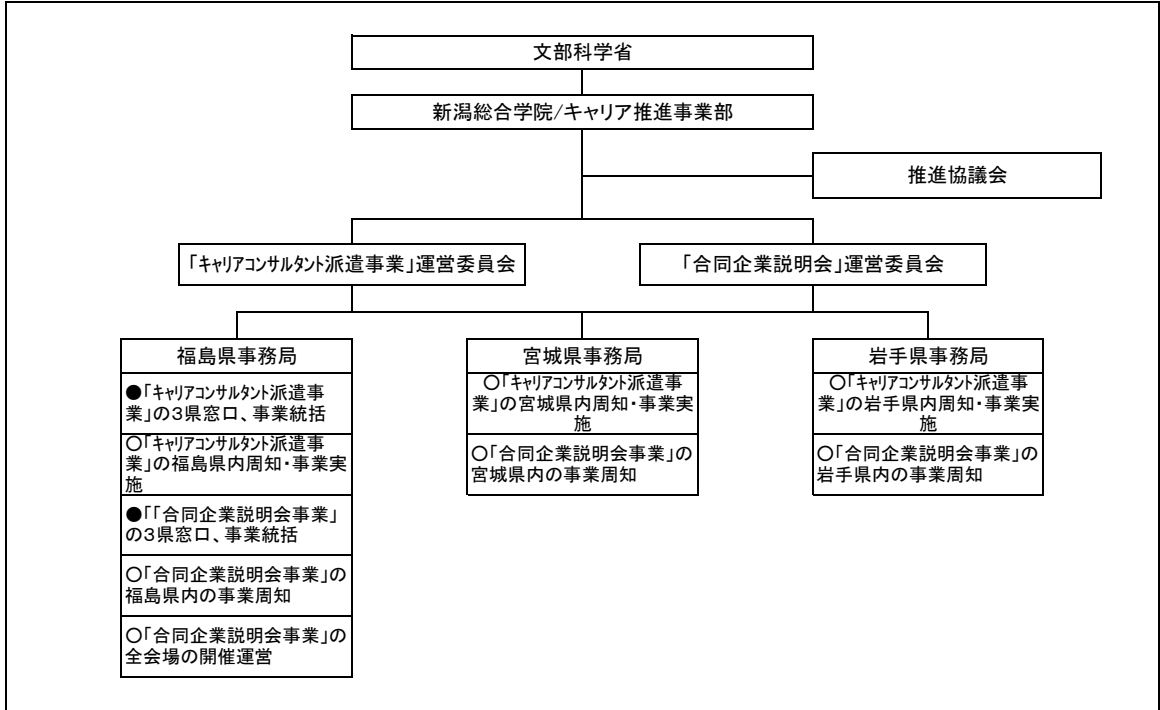 文部科学省
新潟総合学院/キャリア推進事業部
推進協議会
「ｷｬﾘｱｺﾝｻﾙﾀﾝﾄ派遣事業」運営委員会
「合同企業説明会」運営委員会
福島県事務局
●「ｷｬﾘｱｺﾝｻﾙﾀﾝﾄ派遣事
業」の３県窓口、事業統括
○「ｷｬﾘｱｺﾝｻﾙﾀﾝﾄ派遣事
業」の福島県内周知・事業実
施
●「「合同企業説明会事業」
の３県窓口、事業統括
○「合同企業説明会事業」の
福島県内の事業周知
○「合同企業説明会事業」の
全会場の開催運営
宮城県事務局
○「ｷｬﾘｱｺﾝｻﾙﾀﾝﾄ派遣事
業」の宮城県内周知・事業実
施
○「合同企業説明会事業」の
宮城県内の事業周知
岩手県事務局
○「ｷｬﾘｱｺﾝｻﾙﾀﾝﾄ派遣事
業」の岩手県内周知・事業実
施
○「合同企業説明会事業」の
岩手県内の事業周知